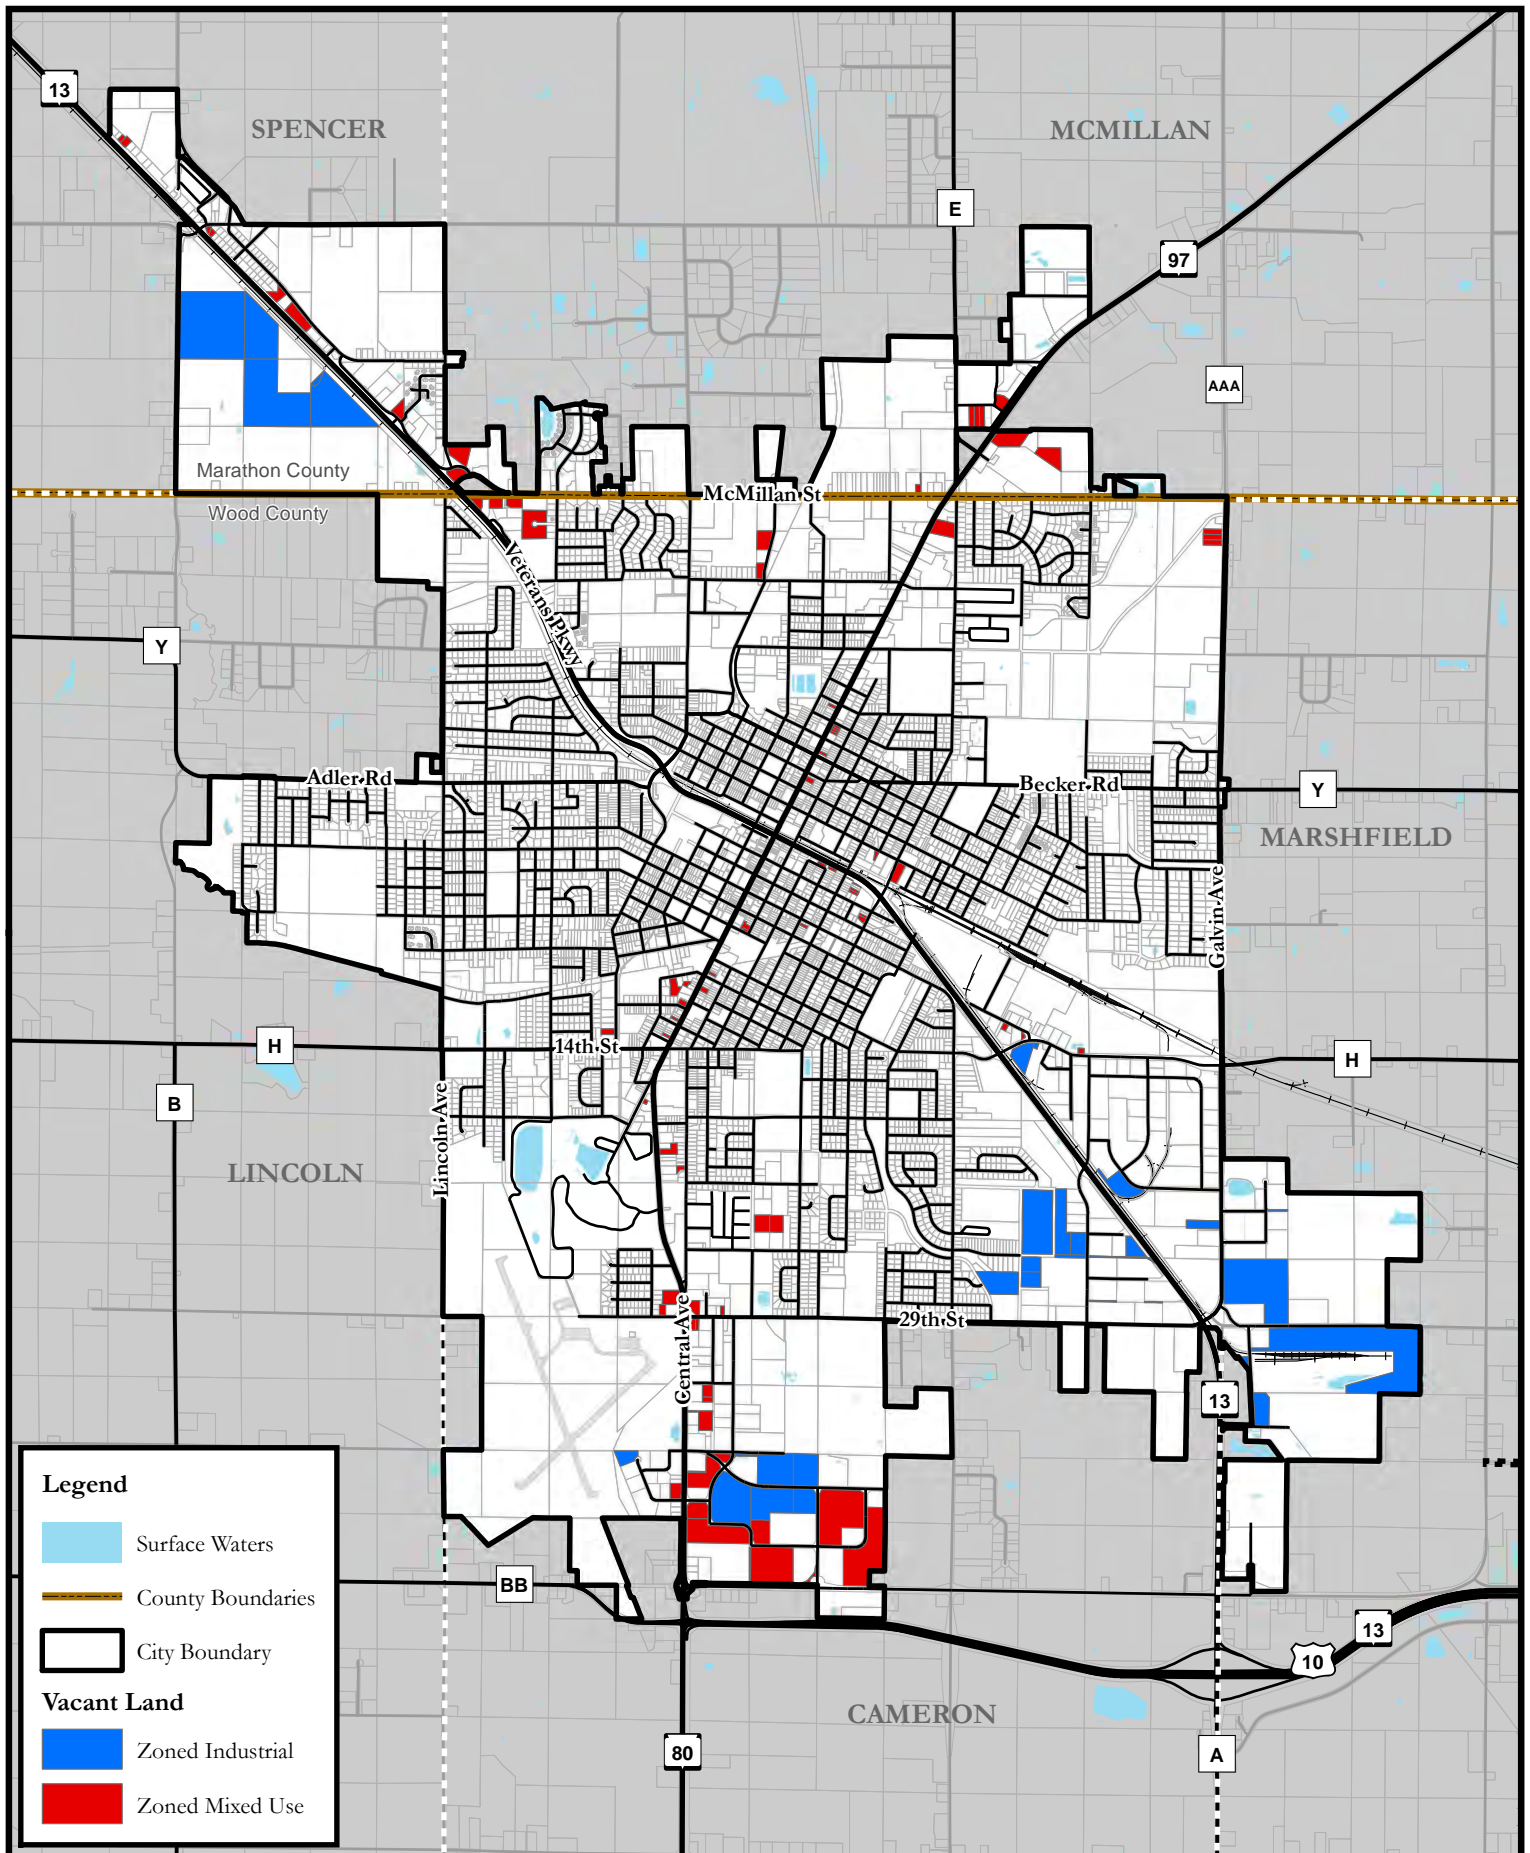 13
SPENCER
MCMILLAN
E
97
AAA
Marathon County
McMillan St
Wood County
Veterans Pkwy
Y
Adler Rd
Becker Rd
Y
MARSHFIELD
Galvin Ave
H
14th St
H
B
Lincoln Ave
LINCOLN
29th St
Central Ave
13
Legend
Surface Waters
County Boundaries
City Boundary
Vacant Land
Zoned Industrial
Zoned Mixed Use
BB
13
10
CAMERON
80
A